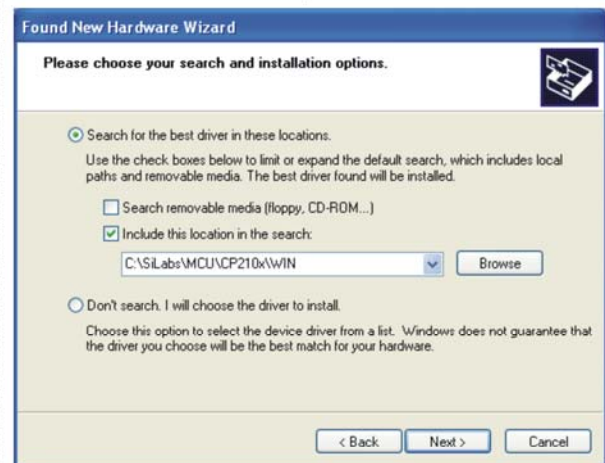 Found New Hardware Wizard
Please choose your search and installation options.
Search for the best driver in these locations.
Use the check boxes below to limit or expand the default search, which includes local
paths and removable media. The best driver found will be installed.
Search removable media (floppy, CD-ROM...)
Include this location in the search:
C:\SiLabs\MCU\CP210x\WIN
Browse
Don't search. I will choose the driver to install.
Choose this option to select the device driver from a list. Windows does not guarantee that
the driver you choose will be the best match for your hardware.
< Back
Next >
Cancel